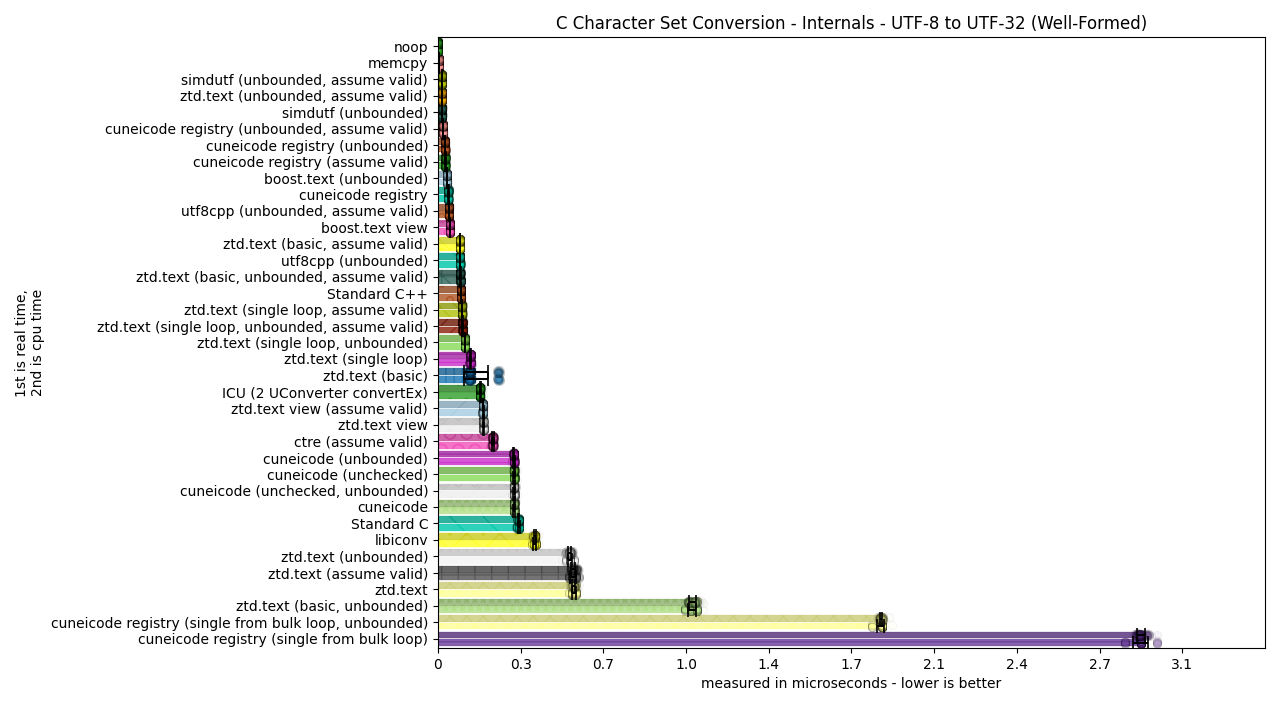 C Character Set Conversion - Internals - UTF-8 to UTF-32 (Well-Formed)
noop
memcpy
simdutf (unbounded, assume valid)
ztd.text (unbounded, assume valid)
simdutf (unbounded)
cuneicode registry (unbounded, assume valid)
cuneicode registry (unbounded)
cuneicode registry (assume valid)
boost.text (unbounded)
cuneicode registry
utf8cpp (unbounded, assume valid)
boost.text view
ztd.text (basic, assume valid)
utf8cpp (unbounded)
ztd.text (basic, unbounded, assume valid)
Standard C++
ztd.text (single loop, assume valid)
ztd.text (single loop, unbounded, assume valid)
ztd.text (single loop, unbounded)
ztd.text (single loop)
ztd.text (basic)
ICU (2 UConverter convertEx)
ztd.text view (assume valid)
ztd.text view
ctre (assume valid)
cuneicode (unbounded)
cuneicode (unchecked)
cuneicode (unchecked, unbounded)
cuneicode
Standard C
libiconv
ztd.text (unbounded)
ztd.text (assume valid)
ztd.text
ztd.text (basic, unbounded)
cuneicode registry (single from bulk loop, unbounded)
cuneicode registry (single from bulk loop)
1st is real time,
2nd is cpu time
0 0.3 0.7 1.0 1.4 1.7 2.1 2.4 2.7 3.1
measured in microseconds - lower is better